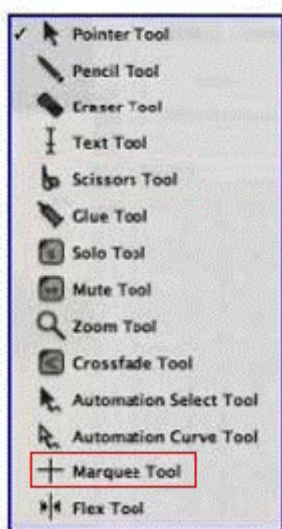 Pointer Tool
Pencil Tool
Eraser Tool
Text Tool
Scissors Tool
Glue Tool
Solo Tool
Mute Tool
Zoom Tool
Crossfade Tool
Automation Select Tool
Automation Curve Tool
Marquee Tool
Flex Tool